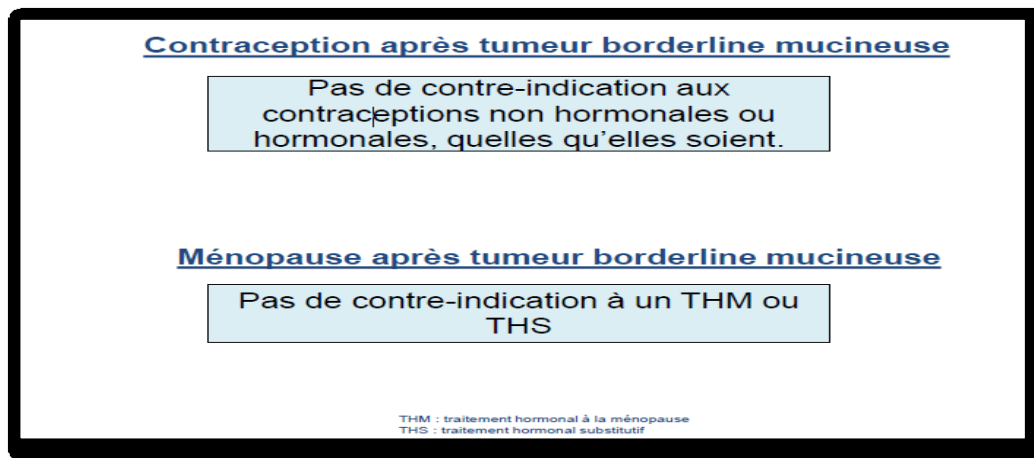 Contraception après tumeur borderline mucineuse
Pas de contre-indication aux
contraceptions non hormonales ou
hormonales, quelles qu’elles soient.
Ménopause après tumeur borderline mucineuse
Pas de contre-indication à un THM ou
THS
THM : traitement hormonal à la ménopause
THS : traitement hormonal substitutif